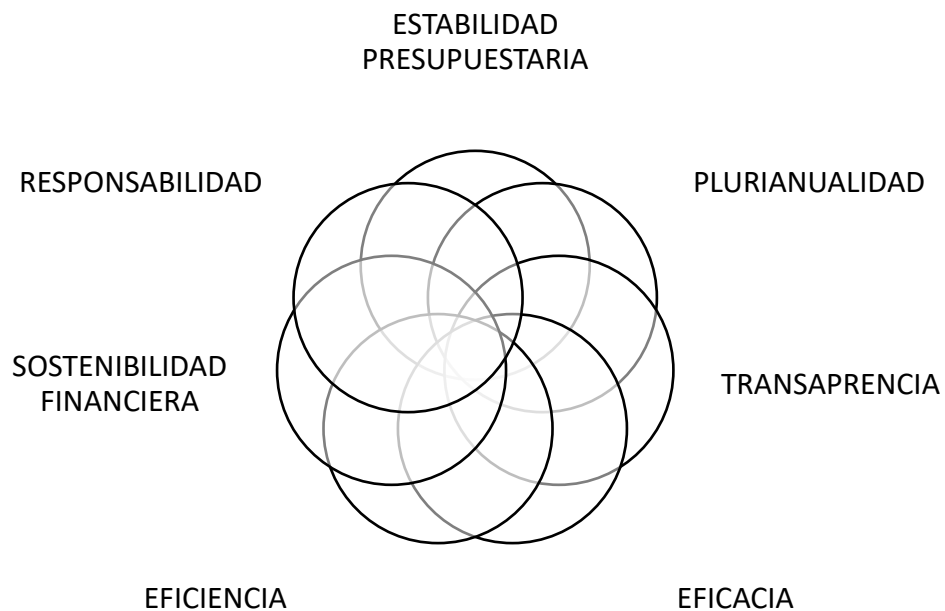 ESTABILIDAD
PRESUPUESTARIA
RESPONSABILIDAD
PLURIANUALIDAD
SOSTENIBILIDAD
FINANCIERA
TRANSAPRENCIA
EFICIENCIA
EFICACIA